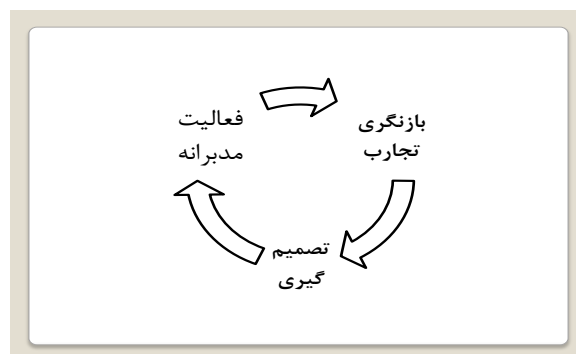 بازنگری
تجارب
تصمیم
گیری
فعالیت
مدبرانه